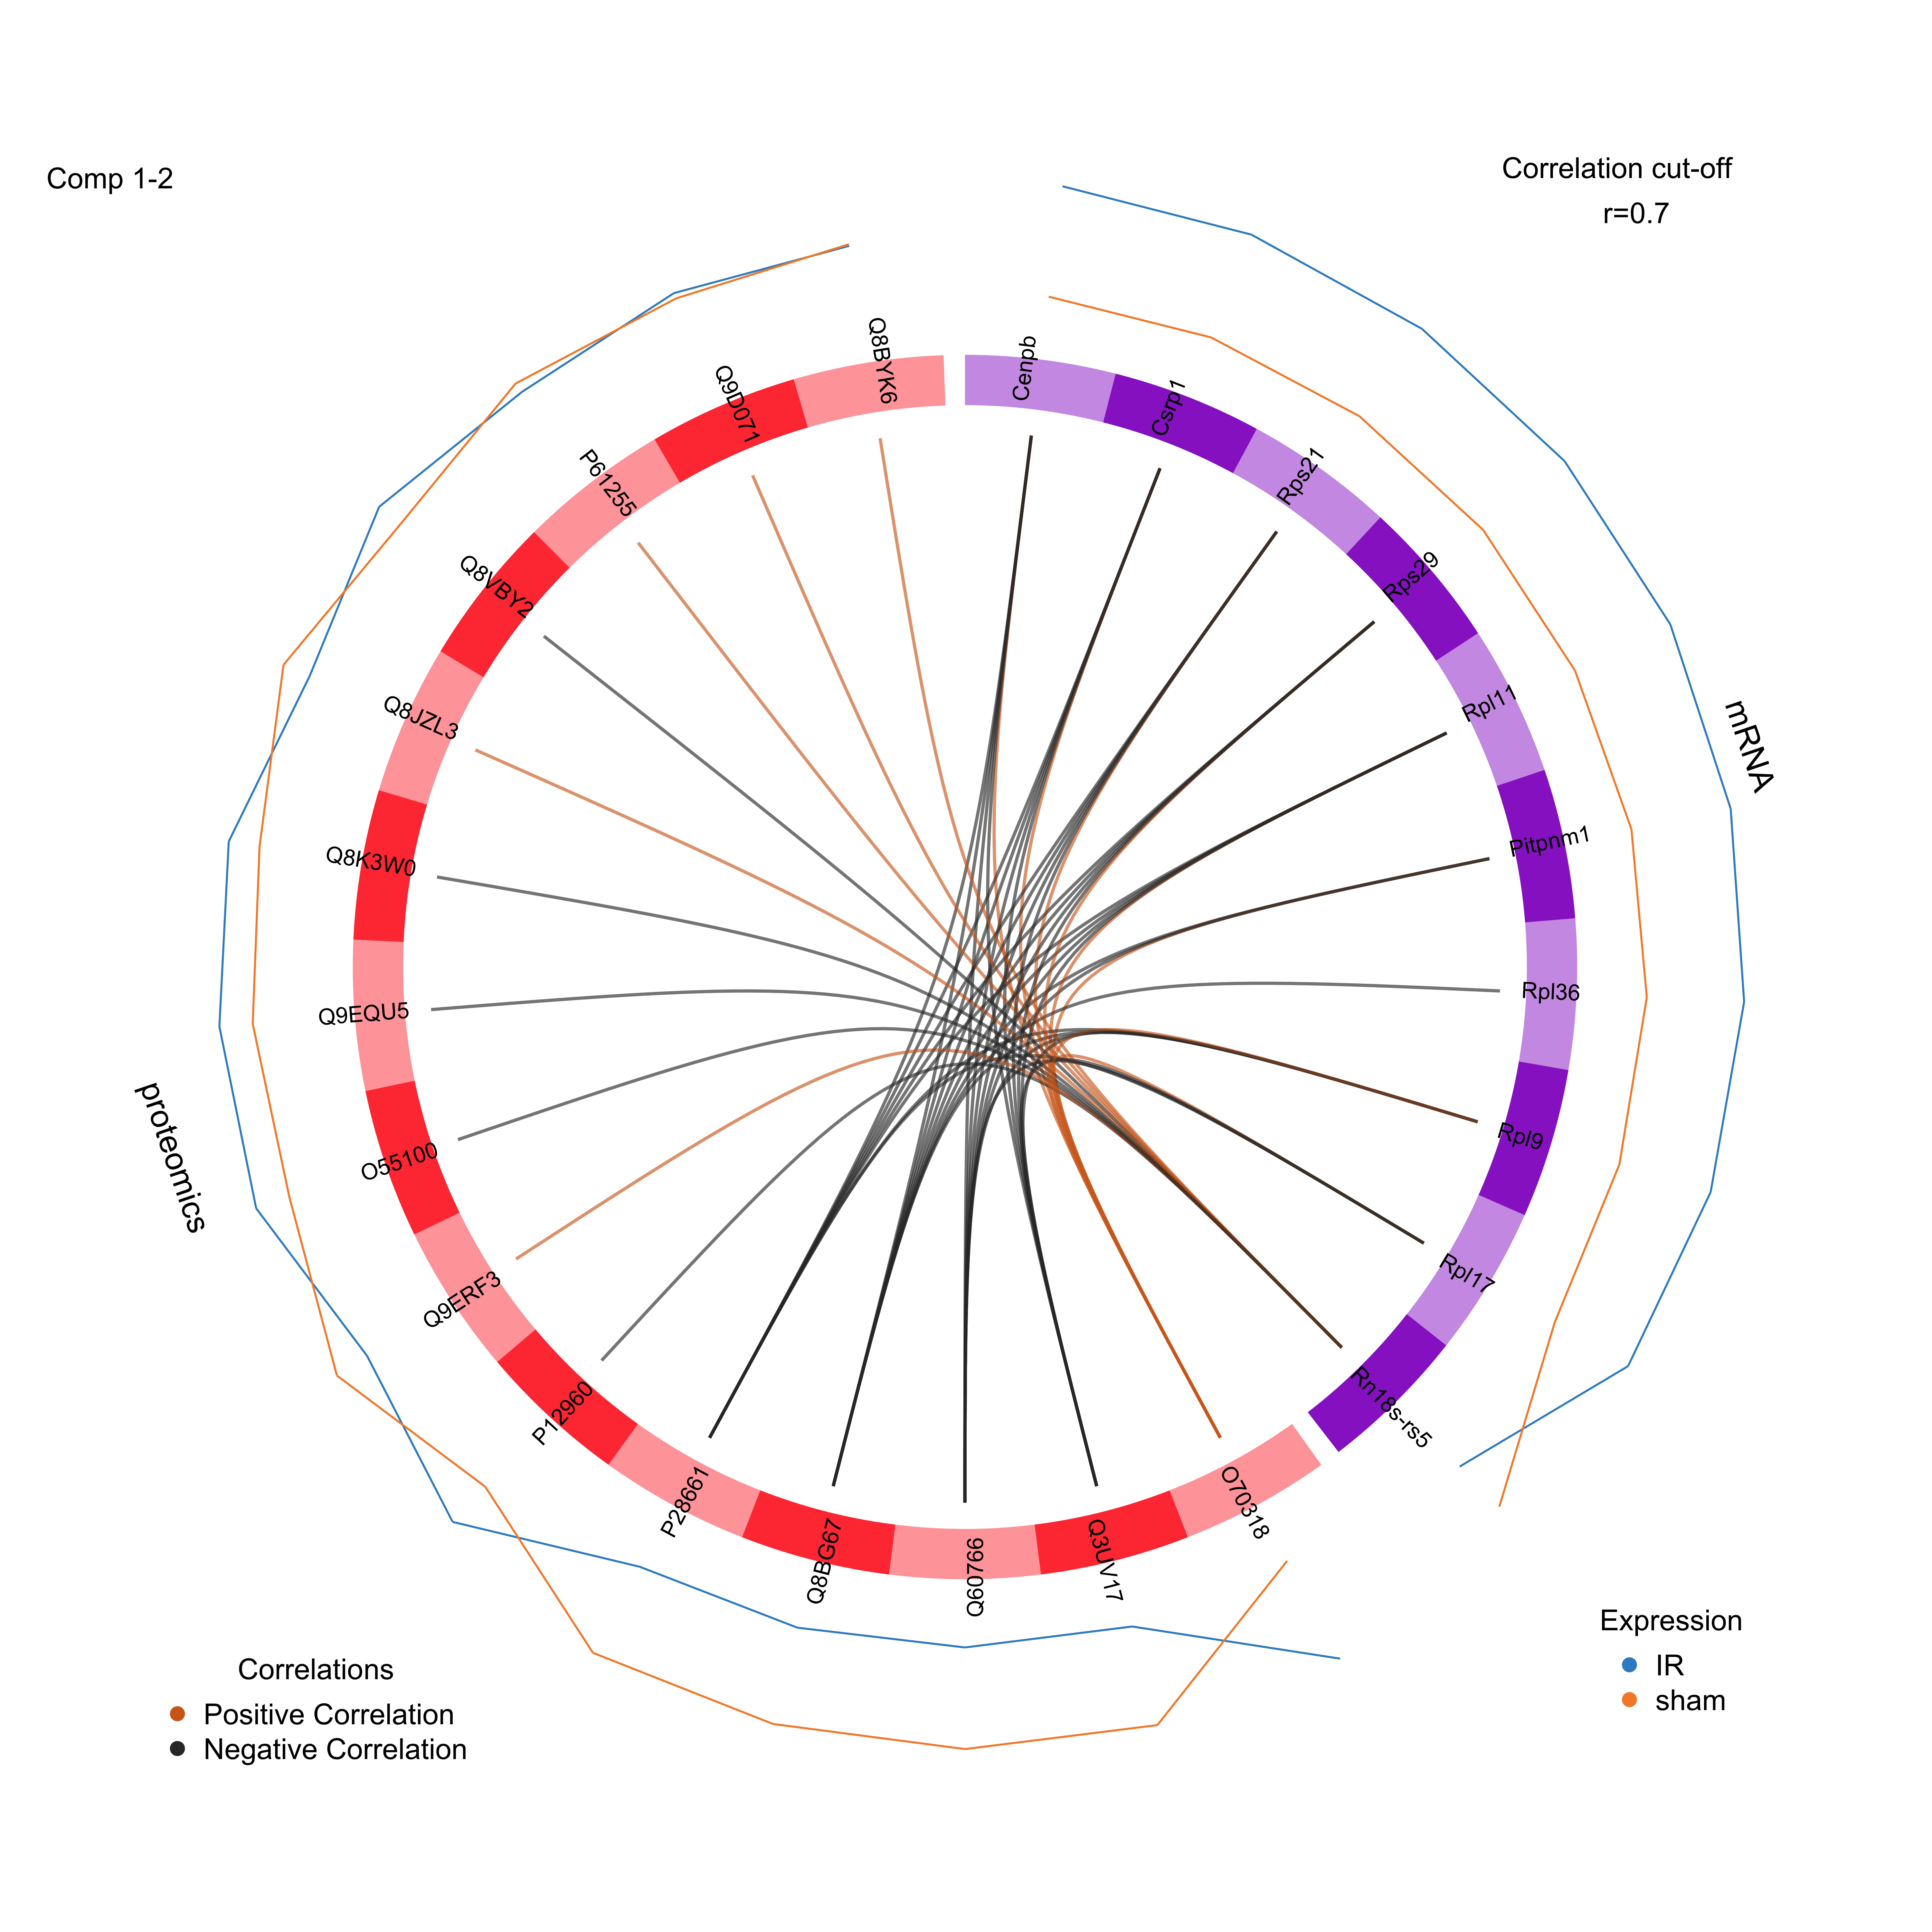 Comp 1-2
Correlation cut-off
r=0.7
Cenpb
Csrp1
Rps21
Rps29
Rpl11
Pitpnm1
Rpl36
Rpl9
Rpl17
Rn18s-rs5
mRNA
O70318
Q3UV17
Q60766
Q8BG67
P28661
P12960
Q9ERF3
O55100
Q9EQU5
Q8K3W0
Q8JZL3
Q8VBY2
P61255
Q9D071
Q8BYK6
proteomics
Correlations
Positive Correlation
Negative Correlation
Expression
IR
sham